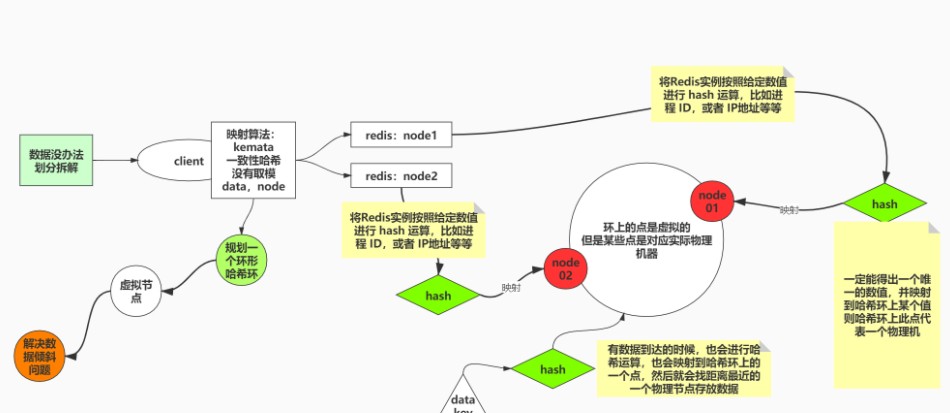 将Redis实例按照给定数值
进行 hash 运算，比如进
程 ID，或者 IP地址等等
数据没办法
划分拆解
client
映射算法：
kemata
一致性哈希
没有取模
data，node
redis：node1
redis：node2
将Redis实例按照给定数值
进行 hash 运算，比如进
程 ID，或者 IP地址等等
node
01
映射
hash
环上的点是虚拟的
但是某些点是对应实际物理
机器
规划一
个环形
哈希环
node
02
映射
hash
虚拟节
点
一定能得出一个唯
一的数值，并映射
到哈希环上某个值
则哈希环上此点代
表一个物理机
解决数
据倾斜
问题
hash
有数据到达的时候，也会进行哈
希运算，也会映射到哈希环上的
一个点，然后就会找距离最近的
一个物理节点存放数据
data
key